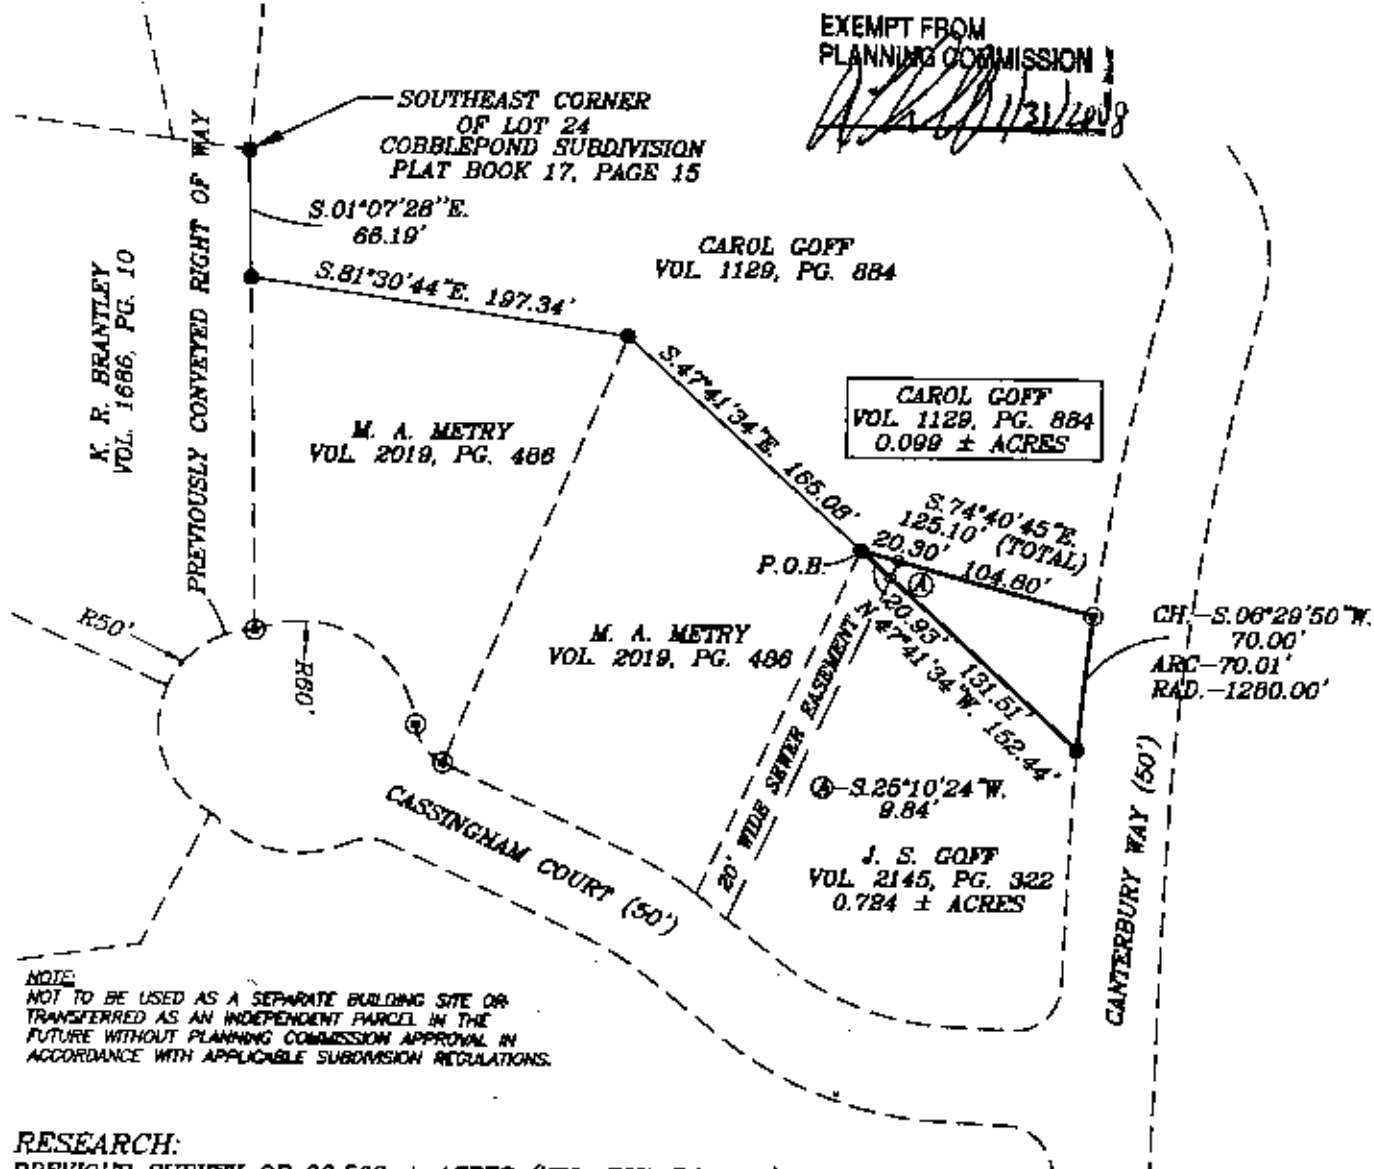 EXEMPT FROM
PLANNING COMMISSION
1/31/2008
SOUTHEAST CORNER
OF LOT 24
COBBLEPOND SUBDIVISION
PLAT BOOK 17, PAGE 15
S.01°07'28"E.
66.19'
PREVIOUSLY CONVEYED RIGHT OF WAY
K. R. BRANTLEY
VOL. 1686, PG. 10
CAROL GOFF
VOL. 1129, PG. 884
S.81°30'44"E. 197.34'
S.47°41'34"E. 165.08'
CAROL GOFF
VOL. 1129, PG. 884
0.099 ± ACRES
M. A. METRY
VOL. 2019, PG. 486
S.74°40'45"E.
125.10' (TOTAL)
20.30'
104.80'
P.O.B.
A
CH.-S.06°29'50"W.
70.00'
ARC-70.01'
RAD.-1260.00'
R50'
R60'
M. A. METRY
VOL. 2019, PG. 486
20.93'
131.51'
N 47°41'34"W. 152.44'
20' WIDE SEWER EASEMENT
A-S.25°10'24"W.
9.84'
J. S. GOFF
VOL. 2145, PG. 322
0.724 ± ACRES
CASSINGHAM COURT (50')
CANTERBURY WAY (50')
NOTE:
NOT TO BE USED AS A SEPARATE BUILDING SITE OR
TRANSFERRED AS AN INDEPENDENT PARCEL IN THE
FUTURE WITHOUT PLANNING COMMISSION APPROVAL IN
ACCORDANCE WITH APPLICABLE SUBDIVISION REGULATIONS.
RESEARCH: